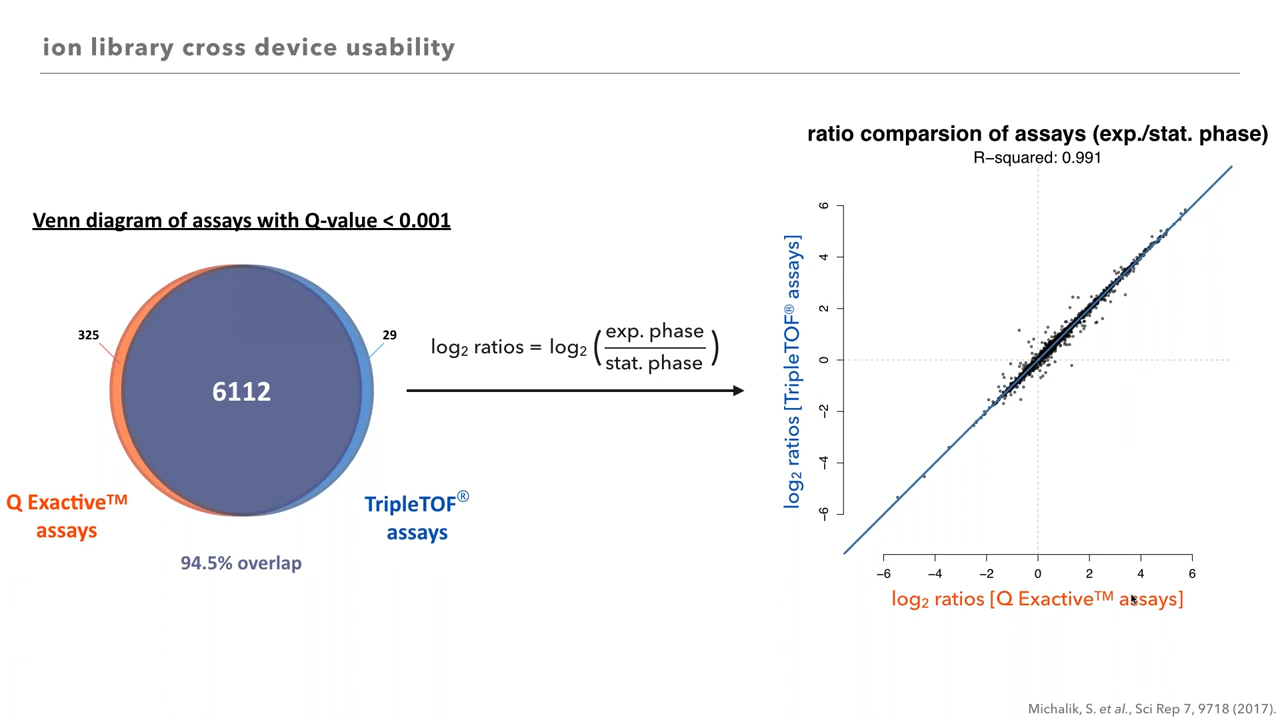 ion library cross device usability
Venn diagram of assays with Q-value < 0.001
325
29
6112
Q Exactive™
assays
TripleTOF®
assays
94.5% overlap
log₂ ratios = log₂ (exp. phase / stat. phase)
ratio comparsion of assays (exp./stat. phase)
R−squared: 0.991
log₂ ratios [TripleTOF® assays]
6
4
2
0
−2
−4
−6
−6 −4 −2 0 2 4 6
log₂ ratios [Q Exactive™ assays]
Michalik, S. et al., Sci Rep 7, 9718 (2017).